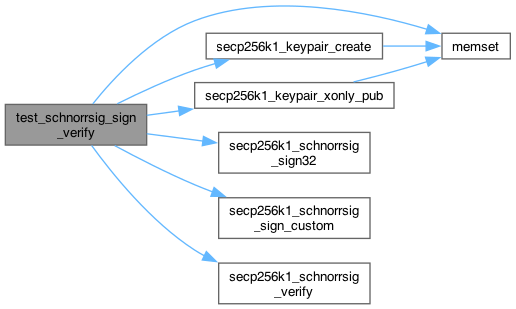 test_schnorrsig_sign
_verify
secp256k1_keypair_create
memset
secp256k1_keypair_xonly_pub
secp256k1_schnorrsig
_sign32
secp256k1_schnorrsig
_sign_custom
secp256k1_schnorrsig
_verify